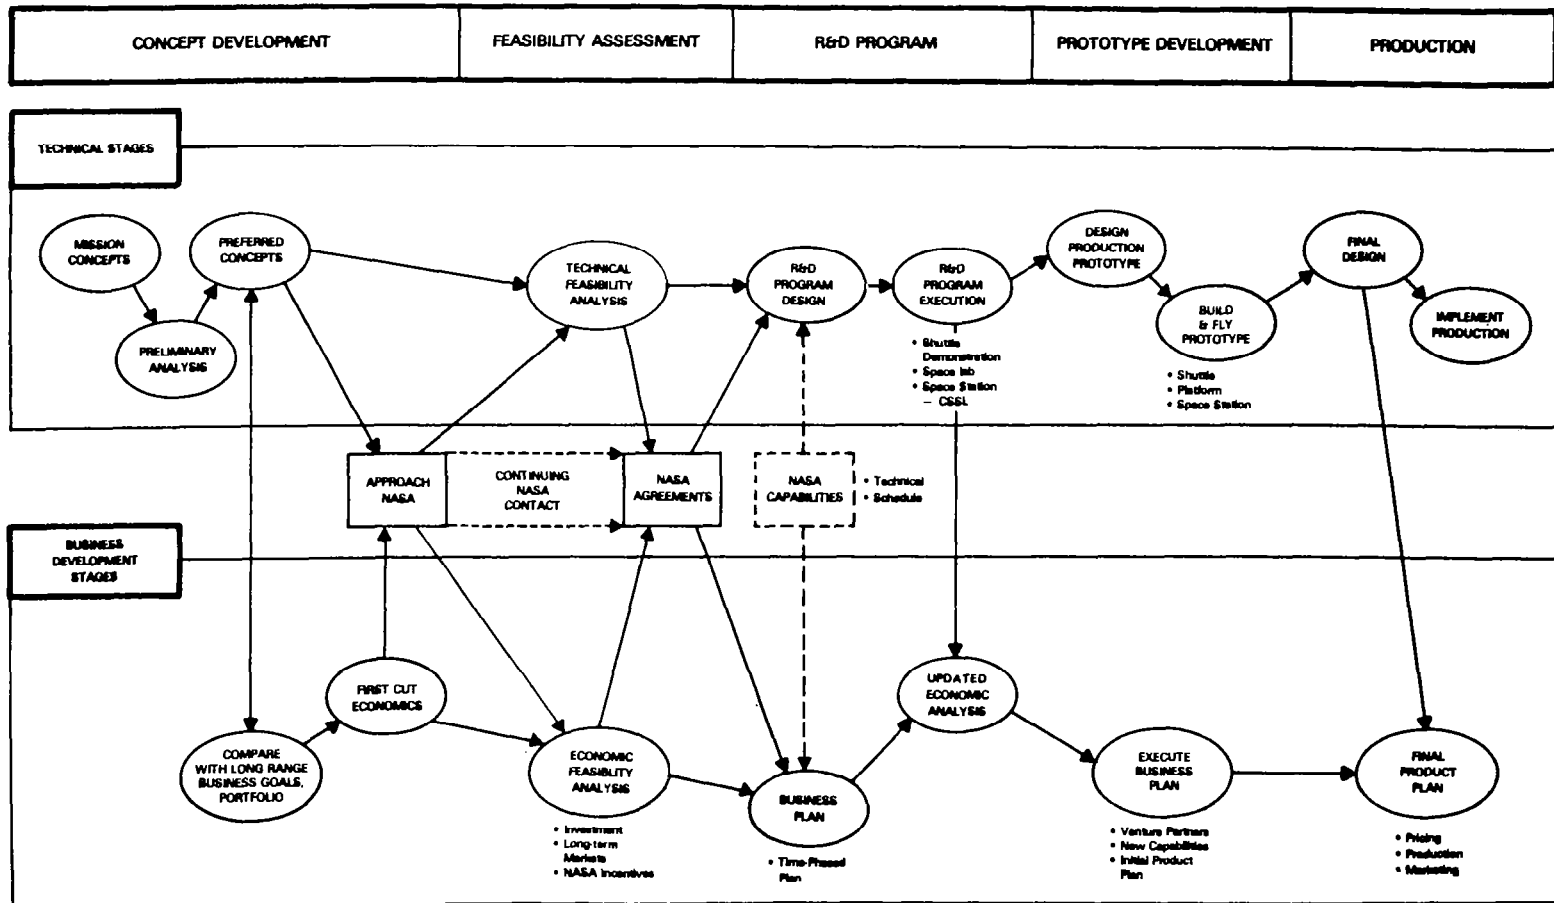 CONCEPT DEVELOPMENT
FEASIBILITY ASSESSMENT
R&D PROGRAM
PROTOTYPE DEVELOPMENT
PRODUCTION
TECHNICAL STAGES
MISSION
CONCEPTS
PREFERRED
CONCEPTS
PRELIMINARY
ANALYSIS
TECHNICAL
FEASIBILITY
ANALYSIS
R&D
PROGRAM
DESIGN
R&D
PROGRAM
EXECUTION
• Shuttle
Demonstration
• Space lab
• Space Station
— CSSL
DESIGN
PRODUCTION
PROTOTYPE
BUILD
& FLY
PROTOTYPE
• Shuttle
• Platform
• Space Station
FINAL
DESIGN
IMPLEMENT
PRODUCTION
APPROACH
NASA
CONTINUING
NASA
CONTACT
NASA
AGREEMENTS
NASA
CAPABILITIES
• Technical
• Schedule
BUSINESS
DEVELOPMENT
STAGES
COMPARE
WITH LONG RANGE
BUSINESS GOALS,
PORTFOLIO
FIRST CUT
ECONOMICS
ECONOMIC
FEASIBLITY
ANALYSIS
• Investment
• Long-term
Markets
• NASA Incentives
BUSINESS
PLAN
• Time-Phased
Plan
UPDATED
ECONOMIC
ANALYSIS
EXECUTE
BUSINESS
PLAN
• Venture Partners
• New Capabilities
• Initial Product
Plan
FINAL
PRODUCT
PLAN
• Pricing
• Production
• Marketing